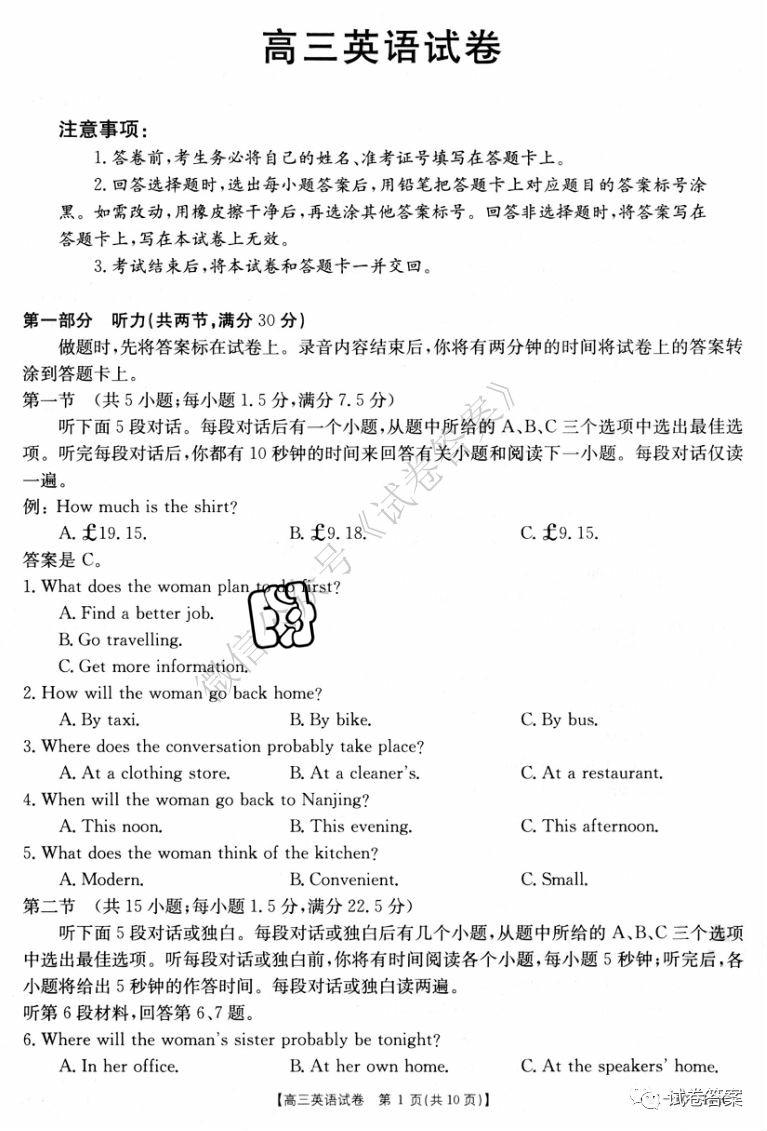 高三英语试卷
注意事项:
1. 答卷前,考生务必将自己的姓名、准考证号填写在答题卡上。
2. 回答选择题时,选出每小题答案后,用铅笔把答题卡上对应题目的答案标号涂
黑。如需改动,用橡皮擦干净后,再选涂其他答案标号。回答非选择题时,将答案写在
答题卡上,写在本试卷上无效。
3. 考试结束后,将本试卷和答题卡一并交回。
第一部分 听力(共两节,满分 30 分)
做题时,先将答案标在试卷上。录音内容结束后,你将有两分钟的时间将试卷上的答案转
涂到答题卡上。
第一节 (共 5 小题;每小题 1.5 分,满分 7.5 分)
听下面 5 段对话。每段对话后有一个小题,从题中所给的 A、B、C 三个选项中选出最佳选
项。听完每段对话后,你都有 10 秒钟的时间来回答有关小题和阅读下一小题。每段对话仅读
一遍。
例: How much is the shirt?
A. £19.15. B. £9.18. C. £9.15.
答案是 C。
1. What does the woman plan to do first?
A. Find a better job.
B. Go travelling.
C. Get more information.
2. How will the woman go back home?
A. By taxi. B. By bike. C. By bus.
3. Where does the conversation probably take place?
A. At a clothing store. B. At a cleaner's. C. At a restaurant.
4. When will the woman go back to Nanjing?
A. This noon. B. This evening. C. This afternoon.
5. What does the woman think of the kitchen?
A. Modern. B. Convenient. C. Small.
第二节 (共 15 小题;每小题 1.5 分,满分 22.5 分)
听下面 5 段对话或独白。每段对话或独白后有几个小题,从题中所给的 A、B、C 三个选项
中选出最佳选项。听每段对话或独白前,你将有时间阅读各个小题,每小题 5 秒钟;听完后,各
小题将给出 5 秒钟的作答时间。每段对话或独白读两遍。
听第 6 段材料,回答第 6、7 题。
6. Where will the woman's sister probably be tonight?
A. In her office. B. At her own home. C. At the speakers' home.
【高三英语试卷 第 1 页(共 10 页)】
试卷答案
微信公众号《试卷答案》